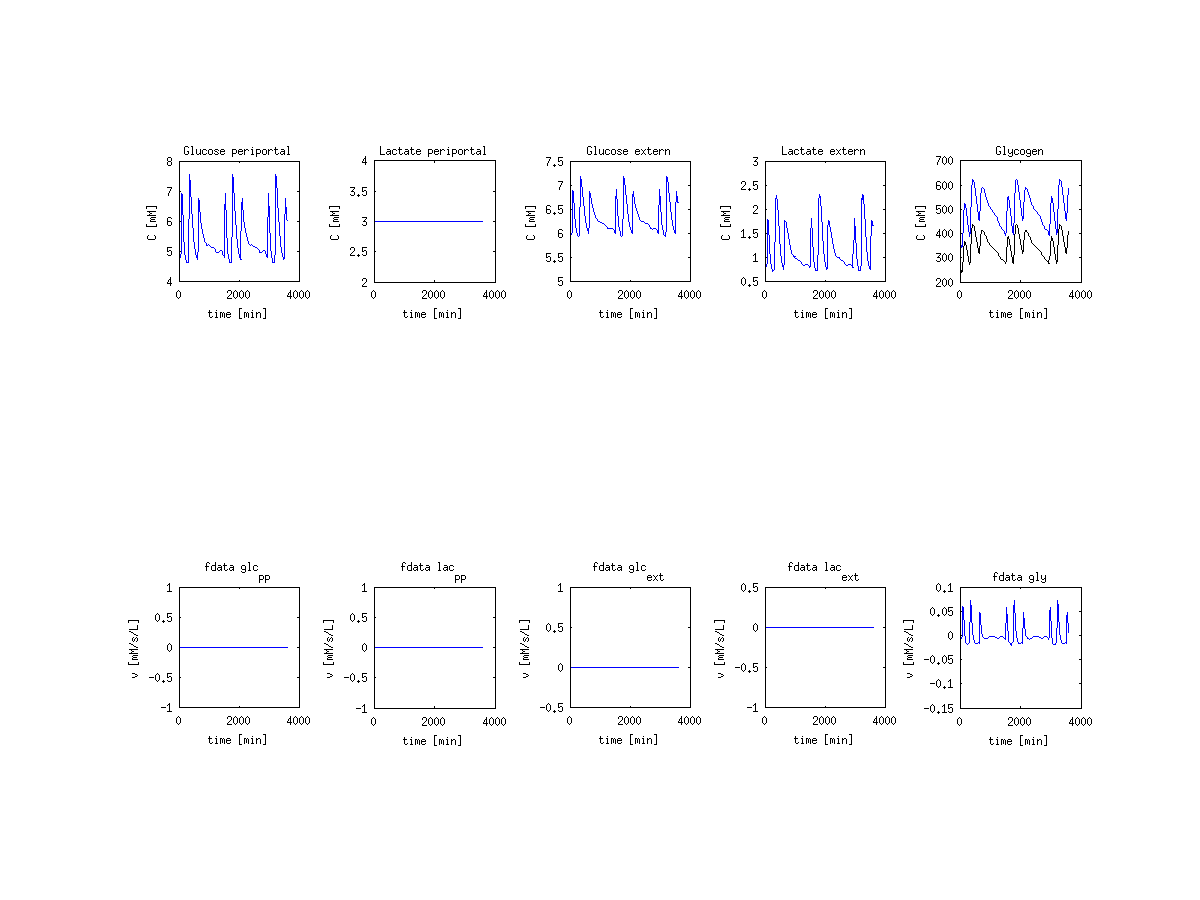 Glucose periportal
8
7
6
5
4
C [mM]
0 2000 4000
time [min]
Lactate periportal
4
3.5
3
2.5
2
C [mM]
0 2000 4000
time [min]
Glucose extern
7.5
7
6.5
6
5.5
5
C [mM]
0 2000 4000
time [min]
Lactate extern
3
2.5
2
1.5
1
0.5
C [mM]
0 2000 4000
time [min]
Glycogen
700
600
500
400
300
200
C [mM]
0 2000 4000
time [min]
fdata glc
PP
1
0.5
0
-0.5
-1
v [mM/s/L]
0 2000 4000
time [min]
fdata lac
PP
1
0.5
0
-0.5
-1
v [mM/s/L]
0 2000 4000
time [min]
fdata glc
ext
1
0.5
0
-0.5
v [mM/s/L]
0 2000 4000
time [min]
fdata lac
ext
0.5
0
-0.5
-1
v [mM/s/L]
0 2000 4000
time [min]
fdata gly
0.1
0.05
0
-0.05
-0.1
-0.15
v [mM/s/L]
0 2000 4000
time [min]